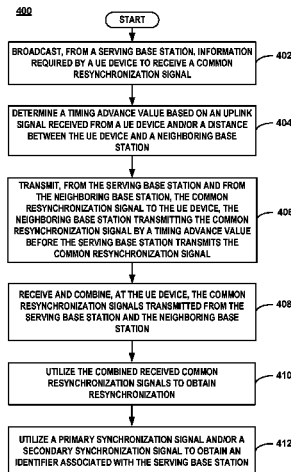 400
START
BROADCAST, FROM A SERVING BASE STATION, INFORMATION
REQUIRED BY A UE DEVICE TO RECEIVE A COMMON
RESYNCHRONIZATION SIGNAL
402
DETERMINE A TIMING ADVANCE VALUE BASED ON AN UPLINK
SIGNAL RECEIVED FROM A UE DEVICE AND/OR A DISTANCE
BETWEEN THE UE DEVICE AND A NEIGHBORING BASE
STATION
404
TRANSMIT, FROM THE SERVING BASE STATION AND FROM
THE NEIGHBORING BASE STATION, THE COMMON
RESYNCHRONIZATION SIGNAL TO THE UE DEVICE, THE
NEIGHBORING BASE STATION TRANSMITTING THE COMMON
RESYNCHRONIZATION SIGNAL BY A TIMING ADVANCE VALUE
BEFORE THE SERVING BASE STATION TRANSMITS THE
COMMON RESYNCHRONIZATION SIGNAL
406
RECEIVE AND COMBINE, AT THE UE DEVICE, THE COMMON
RESYNCHRONIZATION SIGNALS TRANSMITTED FROM THE
SERVING BASE STATION AND THE NEIGHBORING BASE
STATION
408
UTILIZE THE COMBINED RECEIVED COMMON
RESYNCHRONIZATION SIGNALS TO OBTAIN
RESYNCHRONIZATION
410
UTILIZE A PRIMARY SYNCHRONIZATION SIGNAL AND/OR A
SECONDARY SYNCHRONIZATION SIGNAL TO OBTAIN AN
IDENTIFIER ASSOCIATED WITH THE SERVING BASE STATION
412